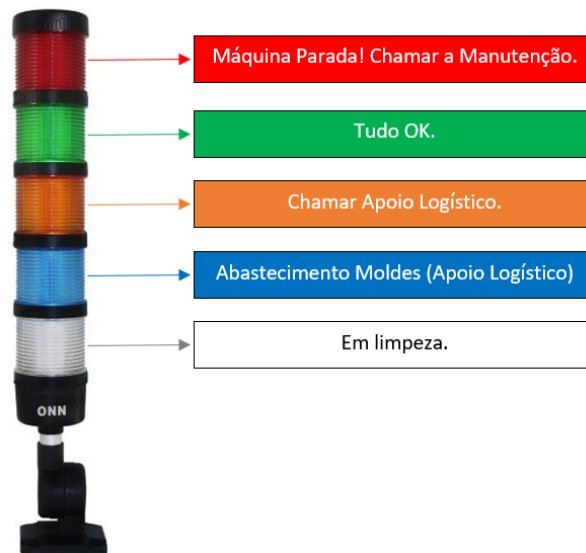 Máquina Parada! Chamar a Manutenção.
Tudo OK.
Chamar Apoio Logístico.
Abastecimento Moldes (Apoio Logístico)
Em limpeza.
ONN